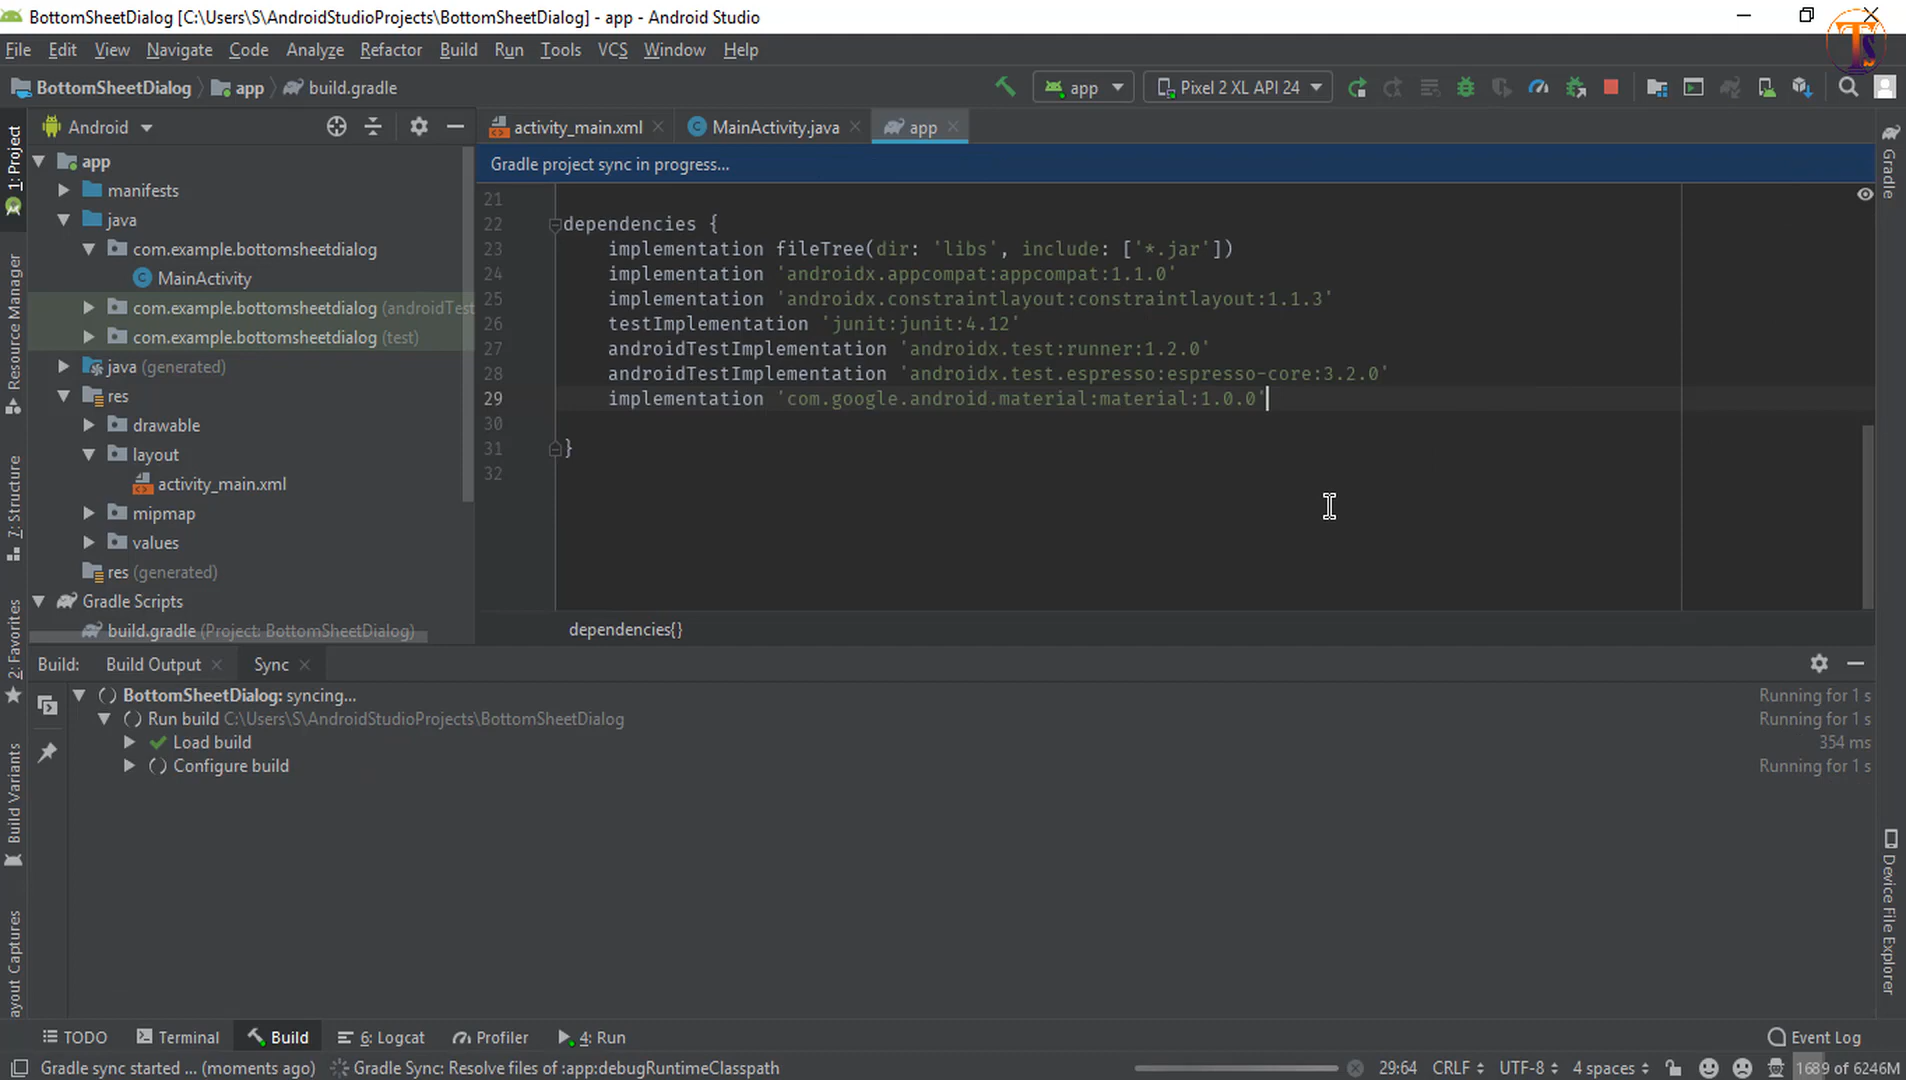 BottomSheetDialog [C:\Users\S\AndroidStudioProjects\BottomSheetDialog] - app - Android Studio
File Edit View Navigate Code Analyze Refactor Build Run Tools VCS Window Help
BottomSheetDialog app build.gradle app Pixel 2 XL API 24
TS
Android activity_main.xml MainActivity.java app
Gradle project sync in progress...
1: Project
Resource Manager
7: Structure
2: Favorites
Build Variants
ayout Captures
app
manifests
java
com.example.bottomsheetdialog
MainActivity
com.example.bottomsheetdialog (androidTest
com.example.bottomsheetdialog (test)
java (generated)
res
drawable
layout
activity_main.xml
mipmap
values
res (generated)
Gradle Scripts
build.gradle (Project: BottomSheetDialog)
21
22 dependencies {
23 implementation fileTree(dir: 'libs', include: ['*.jar'])
24 implementation 'androidx.appcompat:appcompat:1.1.0'
25 implementation 'androidx.constraintlayout:constraintlayout:1.1.3'
26 testImplementation 'junit:junit:4.12'
27 androidTestImplementation 'androidx.test:runner:1.2.0'
28 androidTestImplementation 'androidx.test.espresso:espresso-core:3.2.0'
29 implementation 'com.google.android.material:material:1.0.0'
30
31 }
32
dependencies{}
Gradle
Device File Explorer
Build: Build Output Sync
BottomSheetDialog: syncing... Running for 1 s
Run build C:\Users\S\AndroidStudioProjects\BottomSheetDialog Running for 1 s
Load build 354 ms
Configure build Running for 1 s
TODO Terminal Build 6: Logcat Profiler 4: Run Event Log
Gradle sync started ... (moments ago) Gradle Sync: Resolve files of :app:debugRuntimeClasspath 29:64 CRLF UTF-8 4 spaces 1689 of 6246M